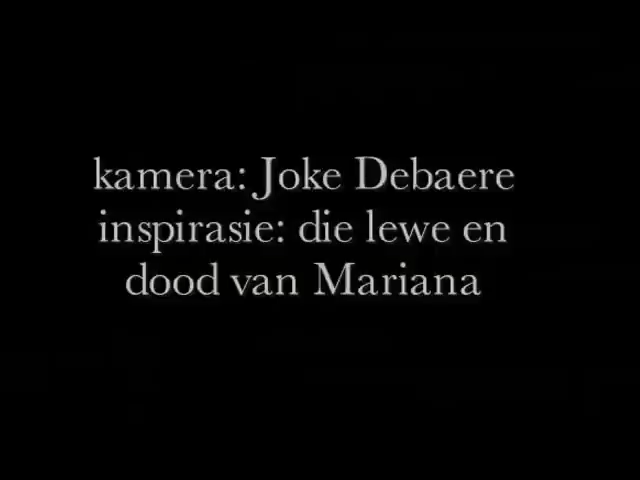 kamera: Joke Debaere
inspirasie: die lewe en
dood van Mariana